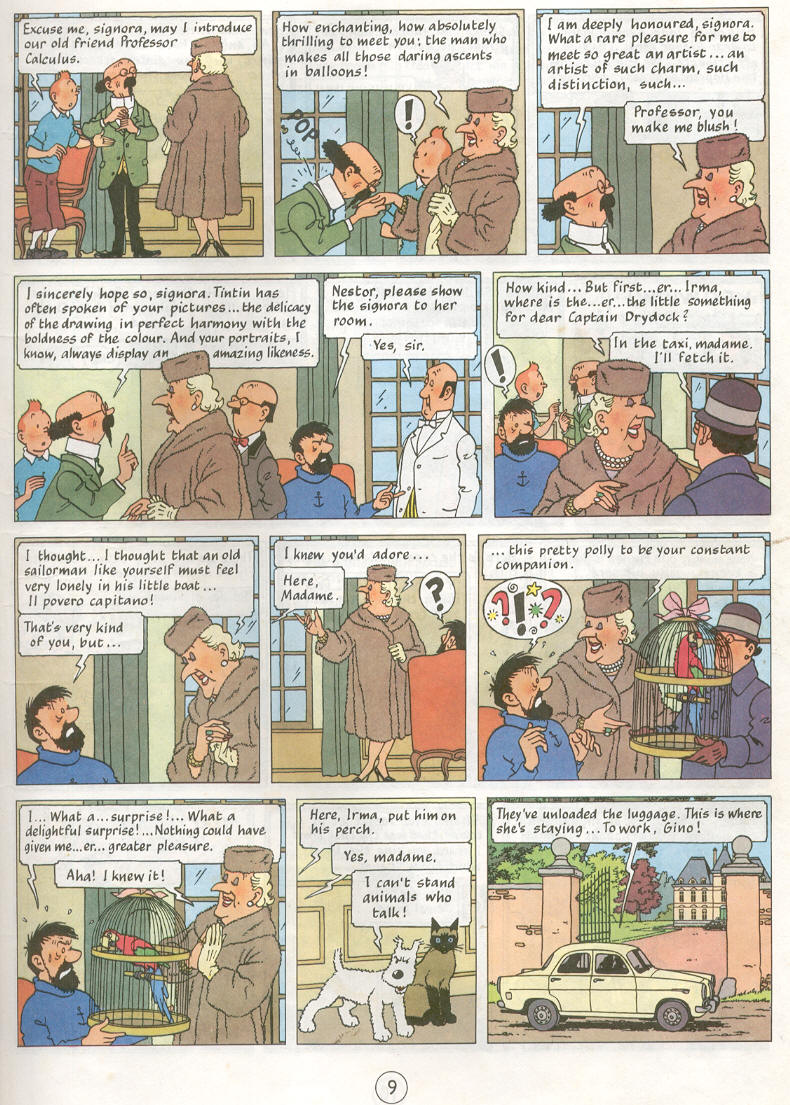 Excuse me, signora, may I introduce
our old friend Professor
Calculus.
How enchanting, how absolutely
thrilling to meet you: the man who
makes all those daring ascents
in balloons!
POP
!
I am deeply honoured, signora.
What a rare pleasure for me to
meet so great an artist... an
artist of such charm, such
distinction, such...
Professor, you
make me blush!
I sincerely hope so, signora. Tintin has
often spoken of your pictures...the delicacy
of the drawing in perfect harmony with the
boldness of the colour. And your portraits, I
know, always display an amazing likeness.
Nestor, please show
the signora to her
room.
Yes, sir.
How kind... But first...er... Irma,
where is the...er...the little something
for dear Captain Drydock?
In the taxi, madame.
I'll fetch it.
!
I thought... I thought that an old
sailorman like yourself must feel
very lonely in his little boat...
Il povero capitano!
That's very kind
of you, but...
I knew you'd adore ...
Here,
Madame.
?
...this pretty polly to be your constant
companion.
?!?
I... What a...surprise!... What a
delightful surprise!...Nothing could have
given me...er... greater pleasure.
Aha! I knew it!
Here, Irma, put him on
his perch.
Yes, madame.
I can't stand
animals who
talk!
They've unloaded the luggage. This is where
she's staying... To work, Gino!
9